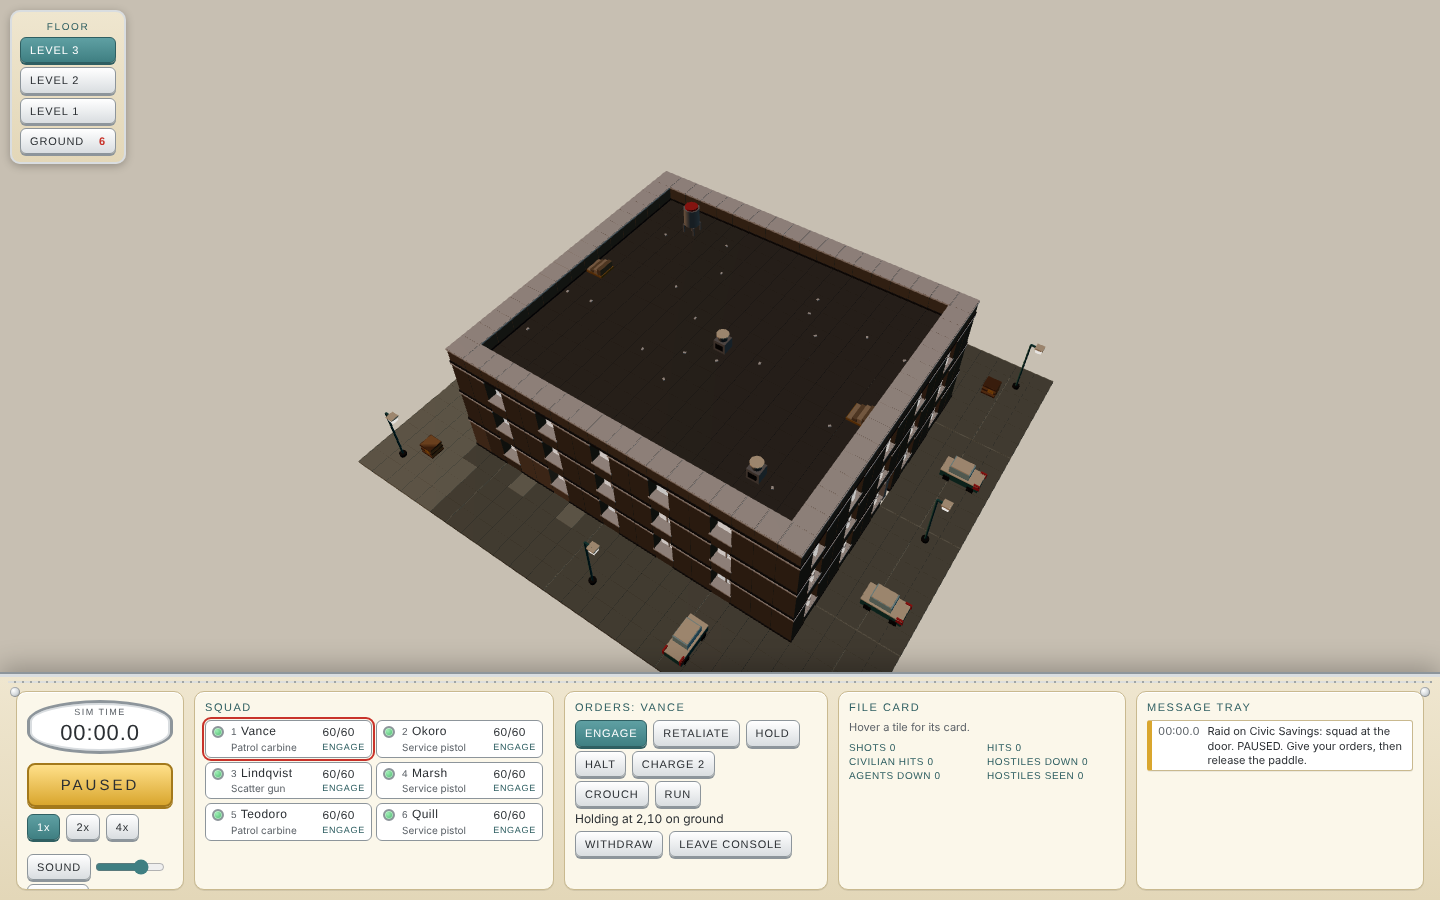 FLOOR
LEVEL 3
LEVEL 2
LEVEL 1
GROUND 6
SIM TIME
00:00.0
PAUSED
1x 2x 4x
SOUND
SQUAD
1 Vance 60/60
Patrol carbine ENGAGE
2 Okoro 60/60
Service pistol ENGAGE
3 Lindqvist 60/60
Scatter gun ENGAGE
4 Marsh 60/60
Service pistol ENGAGE
5 Teodoro 60/60
Patrol carbine ENGAGE
6 Quill 60/60
Service pistol ENGAGE
ORDERS: VANCE
ENGAGE RETALIATE HOLD
HALT CHARGE 2
CROUCH RUN
Holding at 2,10 on ground
WITHDRAW LEAVE CONSOLE
FILE CARD
Hover a tile for its card.
SHOTS 0 HITS 0
CIVILIAN HITS 0 HOSTILES DOWN 0
AGENTS DOWN 0 HOSTILES SEEN 0
MESSAGE TRAY
00:00.0 Raid on Civic Savings: squad at the
door. PAUSED. Give your orders, then
release the paddle.